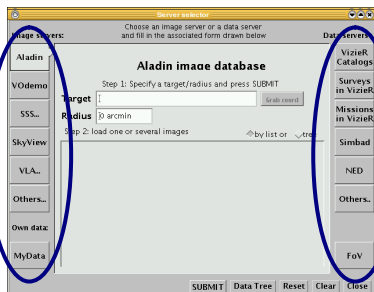 Server selector
Image servers:
Choose an image server or a data server
and fill in the associated form drawn below
Data servers
Aladin
VOdemo
SSS...
SkyView
VLA...
Others...
Own data:
MyData
Aladin image database
Step 1: Specify a target/radius and press SUBMIT
Target
Grab coord
Radius
0 arcmin
Step 2: load one or several images
by list or
tree
VizieR
Catalogs
Surveys
in VizieR
Missions
in VizieR
Simbad
NED
Others..
FoV
SUBMIT Data Tree Reset Clear Close